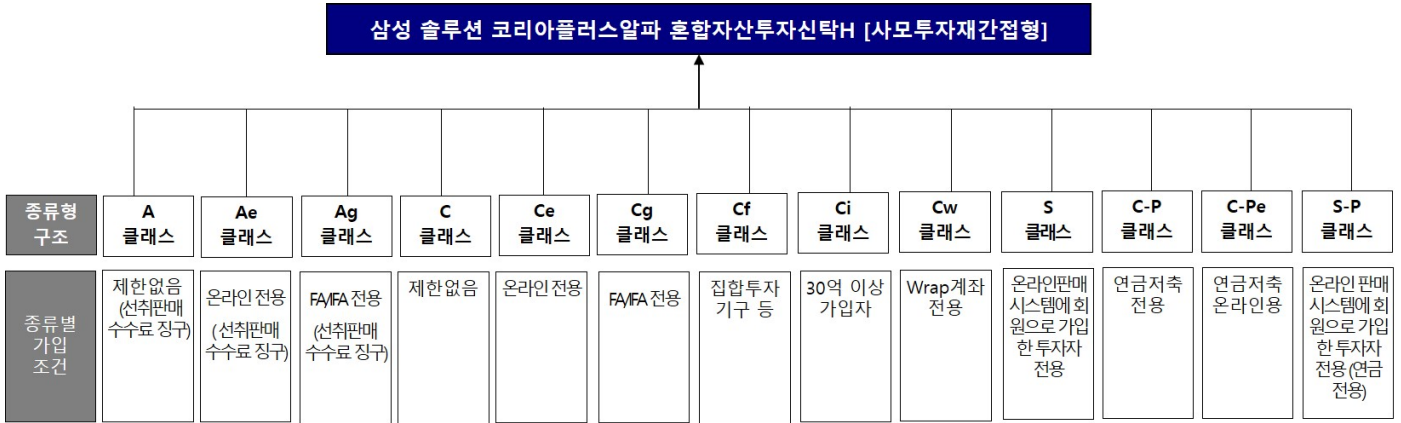 삼성 솔루션 코리아플러스알파 혼합자산투자신탁H [사모투자재간접형]
종류형
구조
A
클래스
Ae
클래스
Ag
클래스
C
클래스
Ce
클래스
Cg
클래스
Cf
클래스
Ci
클래스
Cw
클래스
S
클래스
C-P
클래스
C-Pe
클래스
S-P
클래스
종류별
가입
조건
제한없음
(선취판매
수수료 징구)
온라인 전용
(선취판매
수수료 징구)
FA/IFA 전용
(선취판매
수수료 징구)
제한없음
온라인 전용
FA/IFA 전용
집합투자
기구 등
30억 이상
가입자
Wrap계좌
전용
온라인판매
시스템에 회
원으로 가입
한 투자자
전용
연금저축
전용
연금저축
온라인용
온라인 판매
시스템에 회
원으로 가입
한 투자자
전용 (연금
전용)